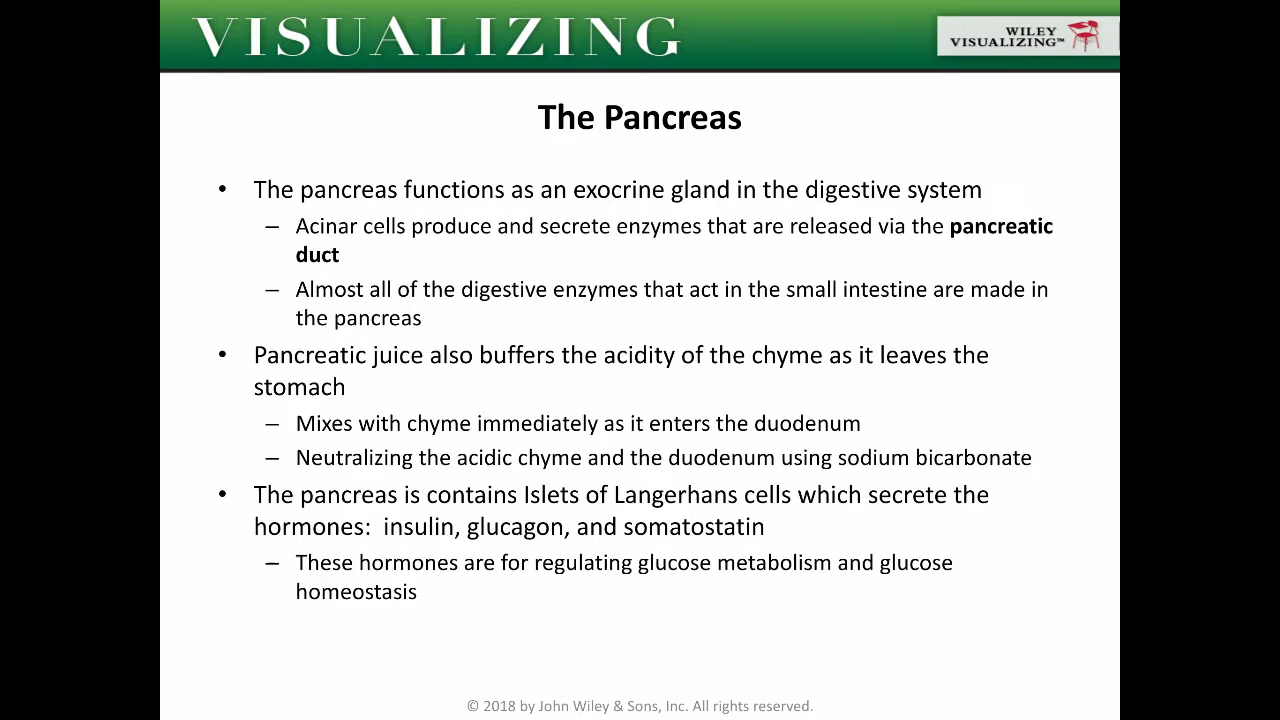 VISUALIZING
WILEY
VISUALIZING™
The Pancreas
• The pancreas functions as an exocrine gland in the digestive system
– Acinar cells produce and secrete enzymes that are released via the pancreatic
duct
– Almost all of the digestive enzymes that act in the small intestine are made in
the pancreas
• Pancreatic juice also buffers the acidity of the chyme as it leaves the
stomach
– Mixes with chyme immediately as it enters the duodenum
– Neutralizing the acidic chyme and the duodenum using sodium bicarbonate
• The pancreas is contains Islets of Langerhans cells which secrete the
hormones:  insulin, glucagon, and somatostatin
– These hormones are for regulating glucose metabolism and glucose
homeostasis
© 2018 by John Wiley & Sons, Inc. All rights reserved.